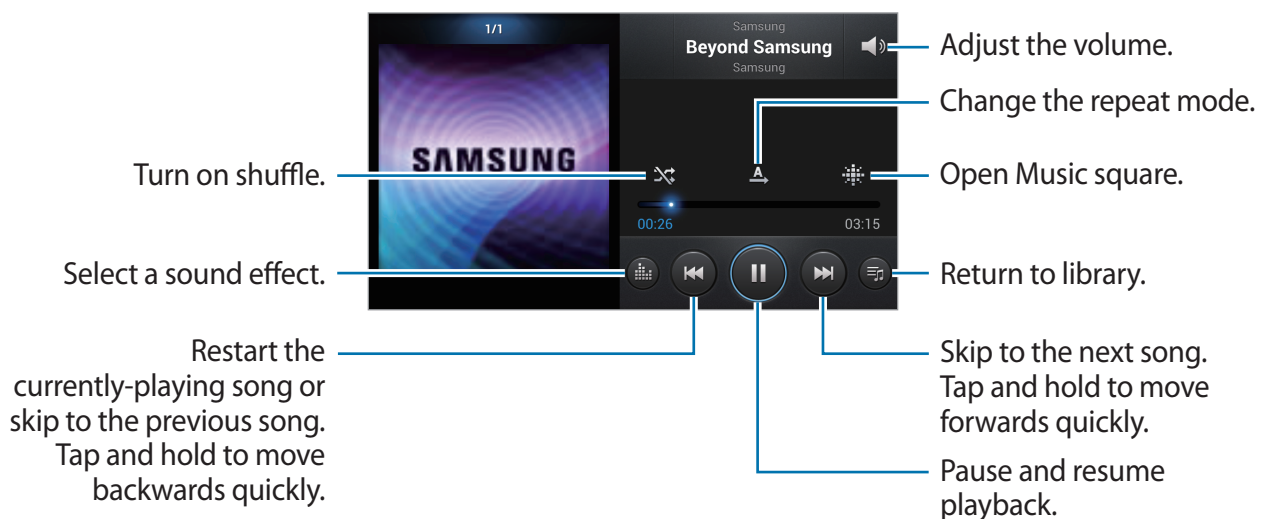 1/1
Samsung
Beyond Samsung
Samsung
Adjust the volume.
Change the repeat mode.
SAMSUNG
Turn on shuffle.
A
Open Music square.
00:26
03:15
Select a sound effect.
Return to library.
Restart the
currently-playing song or
skip to the previous song.
Tap and hold to move
backwards quickly.
Skip to the next song.
Tap and hold to move
forwards quickly.
Pause and resume
playback.